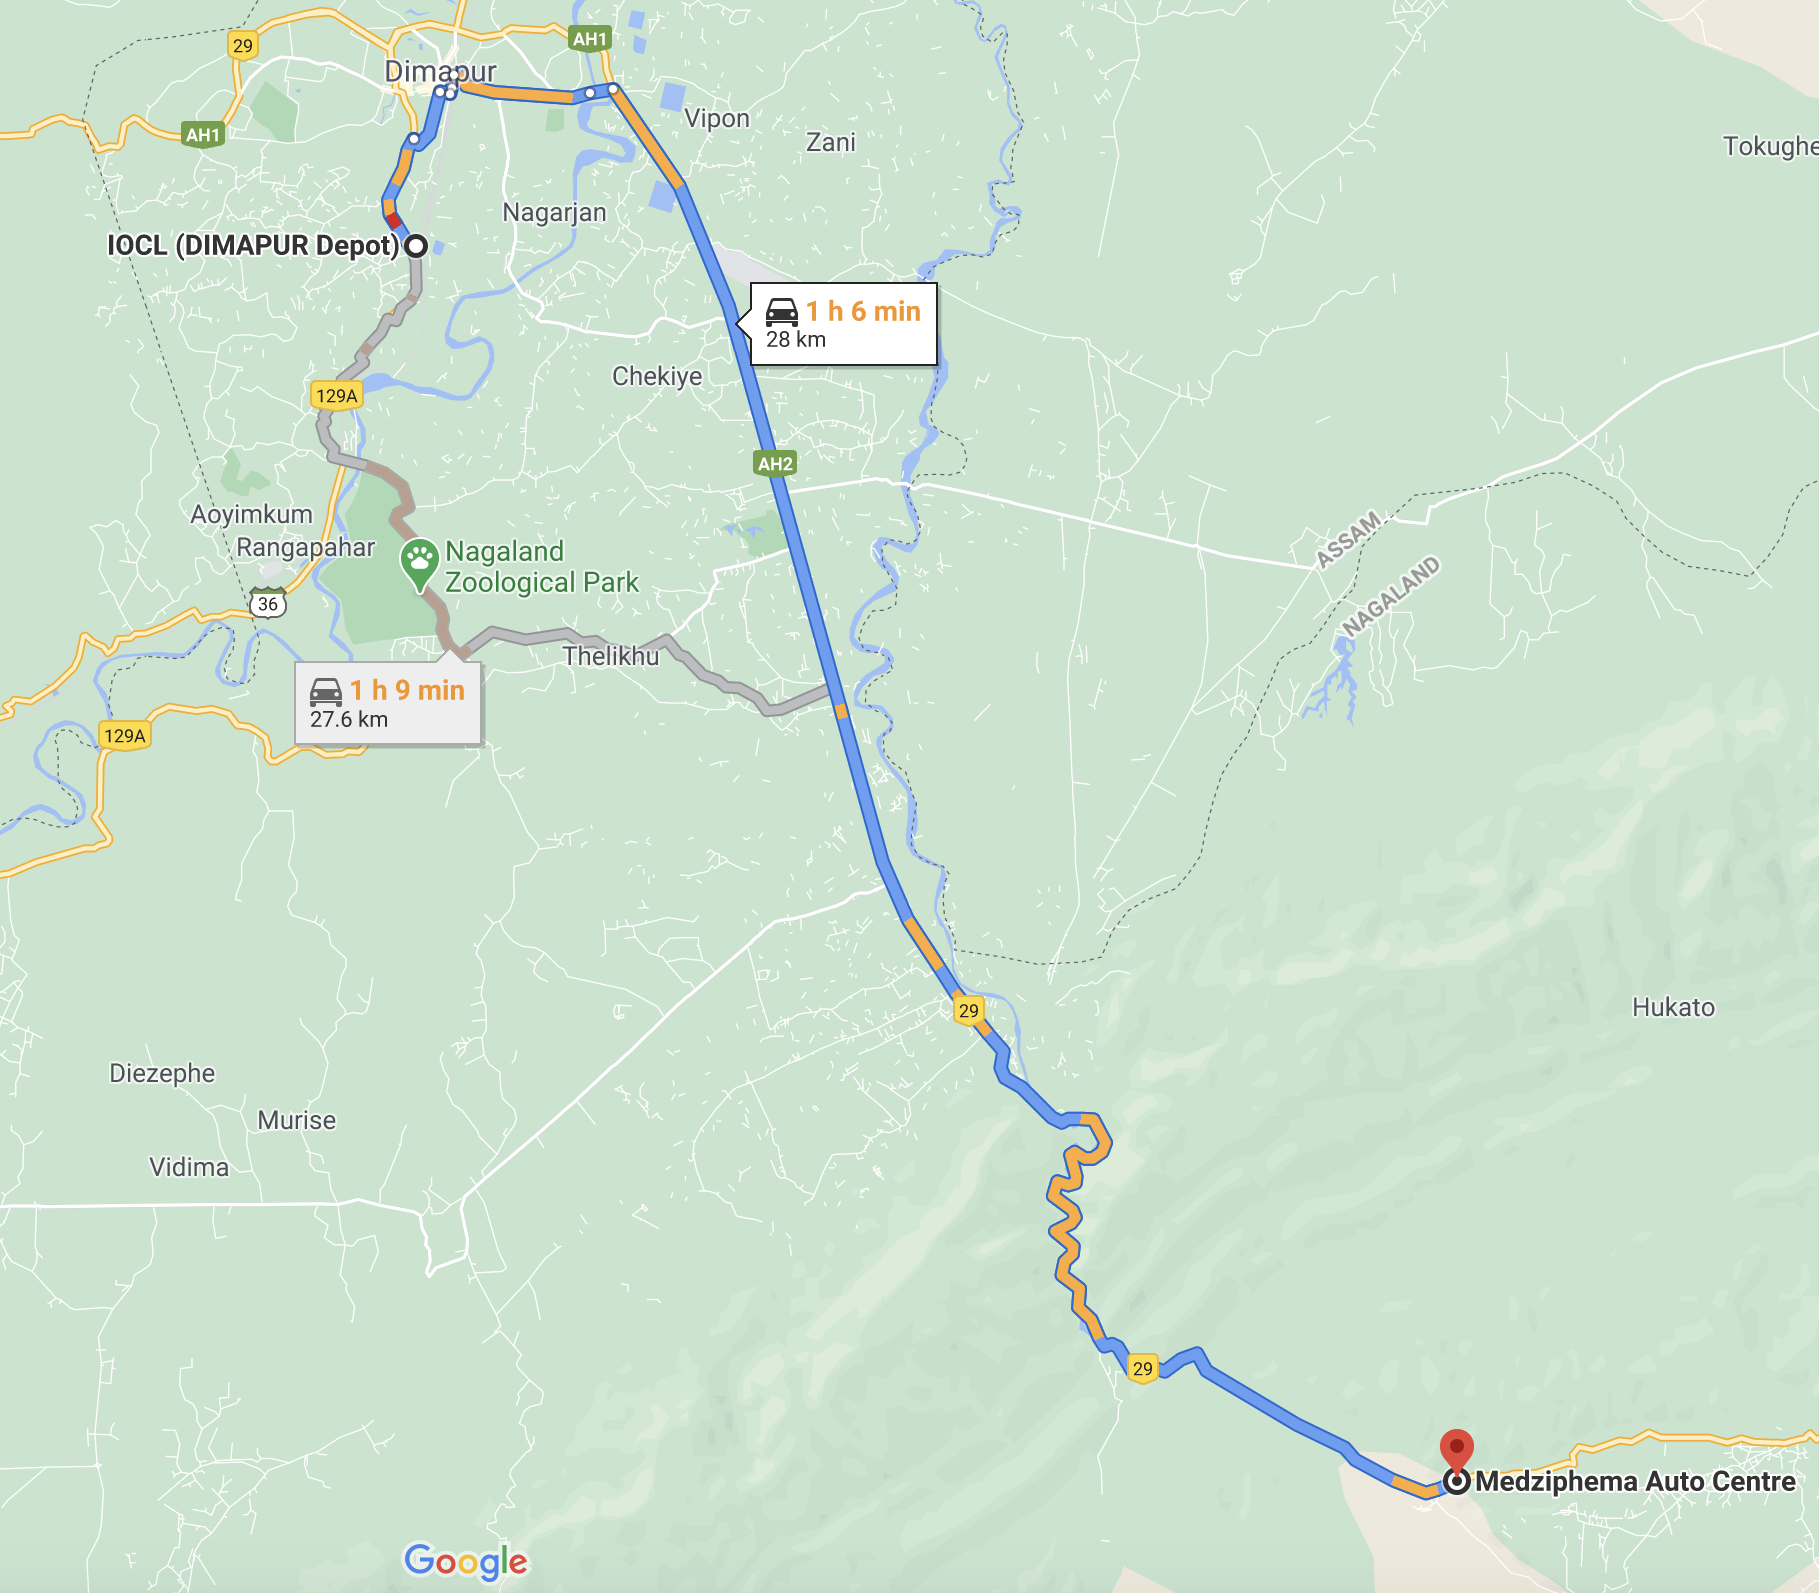 29
AH1
Dimapur
AH1
Vipon
Zani
Tokughe
Nagarjan
IOCL (DIMAPUR Depot)
1 h 6 min
28 km
Chekiye
129A
AH2
Aoyimkum
Rangapahar
Nagaland
Zoological Park
ASSAM
NAGALAND
36
Thelikhu
1 h 9 min
27.6 km
129A
29
Hukato
Diezephe
Murise
Vidima
29
Medziphema Auto Centre
Google